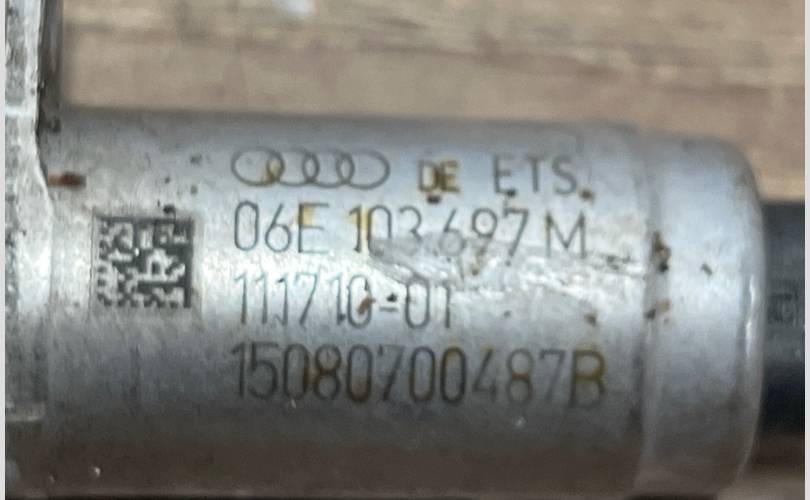 DE ETS.
06E 103 697 M
111710-01
15080700487B